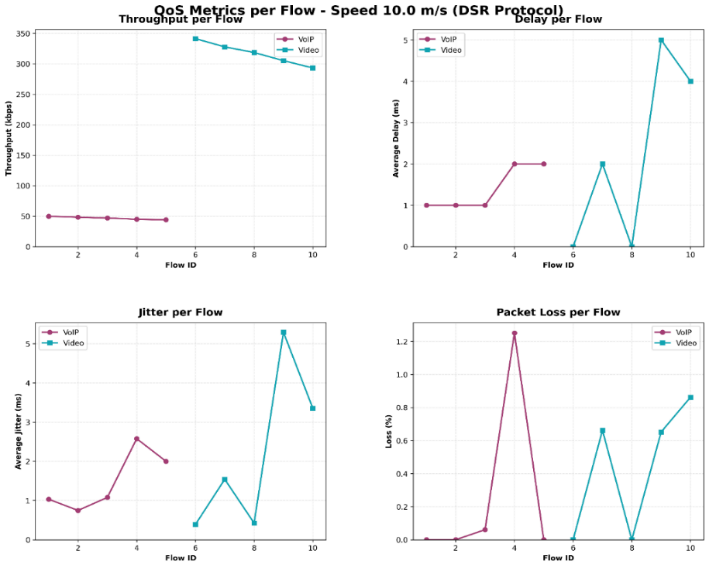 QoS Metrics per Flow - Speed 10.0 m/s (DSR Protocol)
Throughput per Flow
VoIP
Video
350
300
250
200
150
100
50
0
2
4
6
8
10
Throughput (kbps)
Flow ID
Delay per Flow
VoIP
Video
5
4
3
2
1
0
2
4
6
8
10
Average Delay (ms)
Flow ID
Jitter per Flow
VoIP
Video
5
4
3
2
1
0
2
4
6
8
10
Average Jitter (ms)
Flow ID
Packet Loss per Flow
VoIP
Video
1.2
1.0
0.8
0.6
0.4
0.2
0.0
2
4
6
8
10
Loss (%)
Flow ID